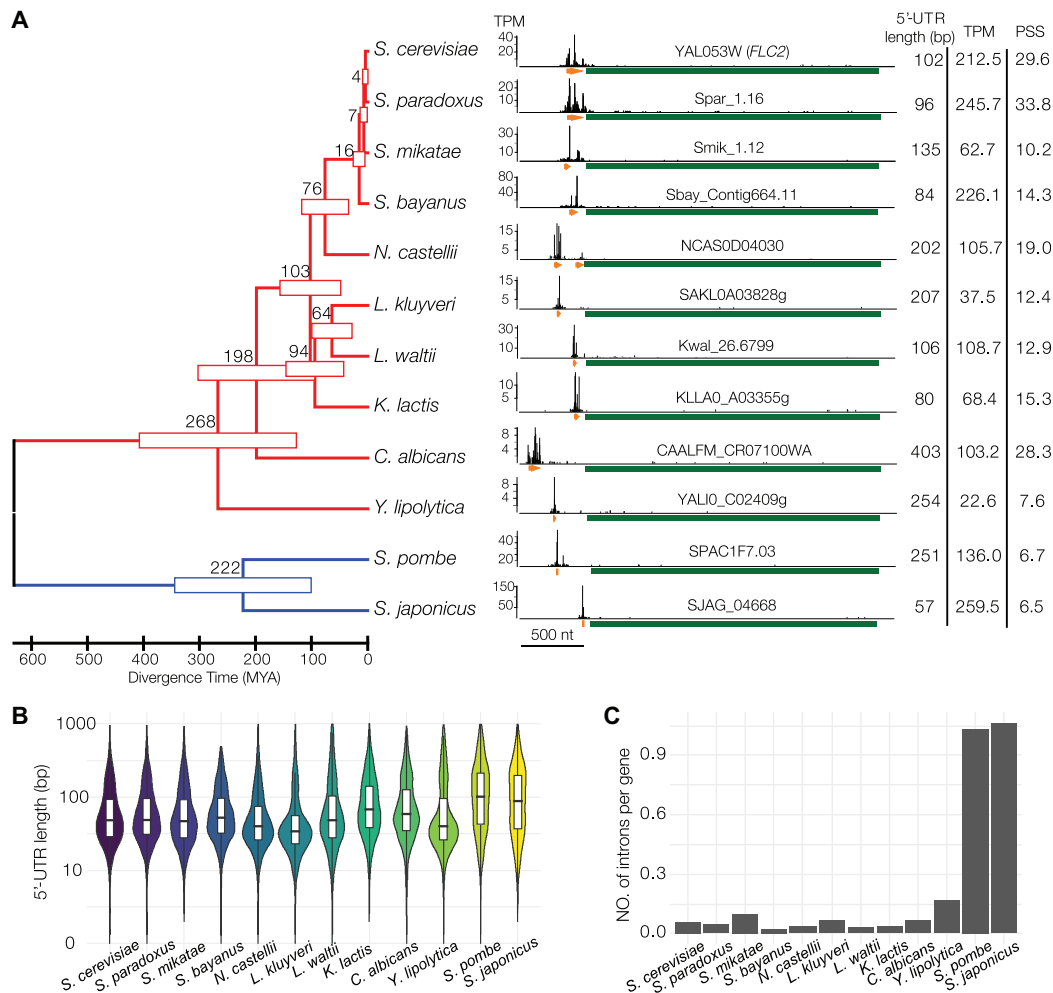 A
TPM
5'-UTR length (bp) TPM PSS
S. cerevisiae
40
20
YAL053W (FLC2)
102 212.5 29.6
4
S. paradoxus
20
10
Spar_1.16
96 245.7 33.8
7
S. mikatae
30
10
Smik_1.12
135 62.7 10.2
16
S. bayanus
80
40
Sbay_Contig664.11
84 226.1 14.3
76
N. castellii
15
5
NCAS0D04030
202 105.7 19.0
103
L. kluyveri
15
5
SAKL0A03828g
207 37.5 12.4
64
L. waltii
30
10
Kwal_26.6799
106 108.7 12.9
94
K. lactis
10
5
KLLA0_A03355g
80 68.4 15.3
198
C. albicans
8
4
CAALFM_CR07100WA
403 103.2 28.3
268
Y. lipolytica
8
4
YALI0_C02409g
254 22.6 7.6
S. pombe
50
20
SPAC1F7.03
251 136.0 6.7
222
S. japonicus
150
50
SJAG_04668
57 259.5 6.5
500 nt
600 500 400 300 200 100 0
Divergence Time (MYA)
B
5'-UTR length (bp)
1000
100
10
0
S. cerevisiae
S. paradoxus
S. mikatae
S. bayanus
N. castellii
L. kluyveri
L. waltii
K. lactis
C. albicans
Y. lipolytica
S. pombe
S. japonicus
C
NO. of introns per gene
0.9
0.6
0.3
0.0
S. cerevisiae
S. paradoxus
S. mikatae
S. bayanus
N. castellii
L. kluyveri
L. waltii
K. lactis
C. albicans
Y. lipolytica
S. pombe
S. japonicus